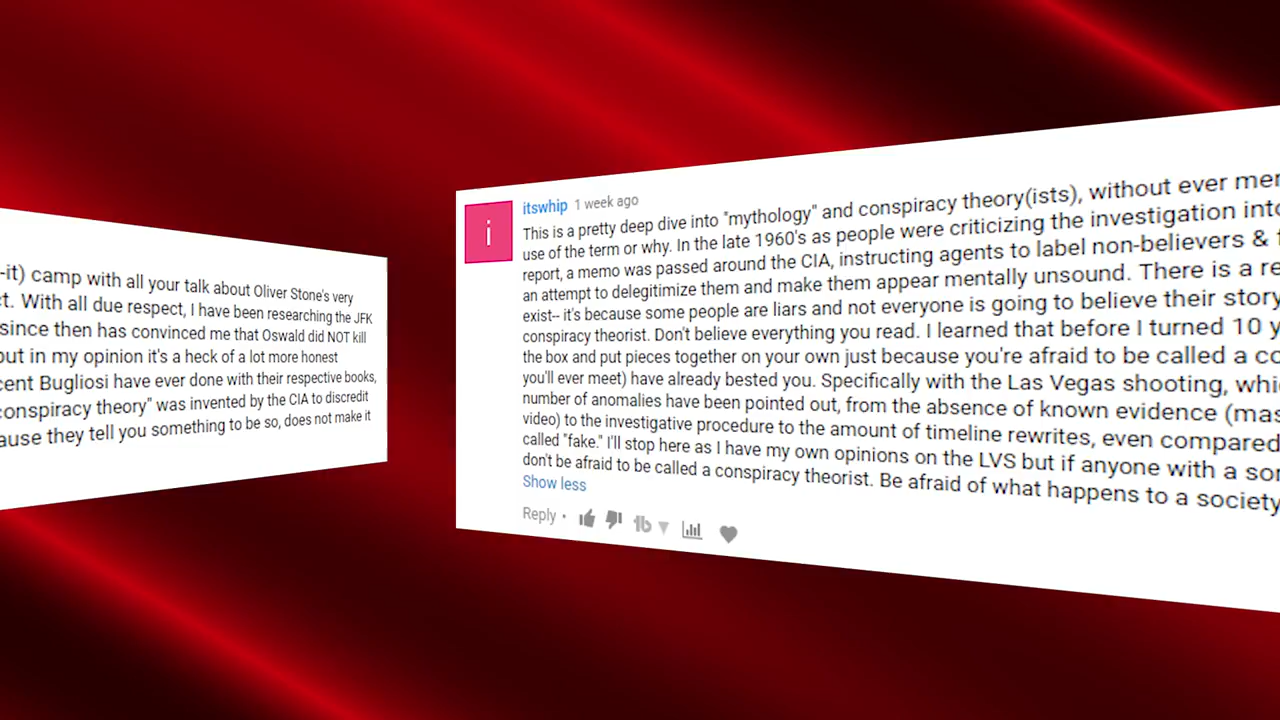 -it) camp with all your talk about Oliver Stone's very
ct. With all due respect, I have been researching the JFK
since then has convinced me that Oswald did NOT kill
but in my opinion it's a heck of a lot more honest
cent Bugliosi have ever done with their respective books,
conspiracy theory" was invented by the CIA to discredit
ause they tell you something to be so, does not make it
i
itswhip 1 week ago
This is a pretty deep dive into "mythology" and conspiracy theory(ists), without ever mer
use of the term or why. In the late 1960's as people were criticizing the investigation into
report, a memo was passed around the CIA, instructing agents to label non-believers &
an attempt to delegitimize them and make them appear mentally unsound. There is a re
exist-- it's because some people are liars and not everyone is going to believe their story
conspiracy theorist. Don't believe everything you read. I learned that before I turned 10 y
the box and put pieces together on your own just because you're afraid to be called a co
you'll ever meet) have already bested you. Specifically with the Las Vegas shooting, whi
number of anomalies have been pointed out, from the absence of known evidence (mas
video) to the investigative procedure to the amount of timeline rewrites, even compared
called "fake." I'll stop here as I have my own opinions on the LVS but if anyone with a so
don't be afraid to be called a conspiracy theorist. Be afraid of what happens to a society
Show less
Reply •